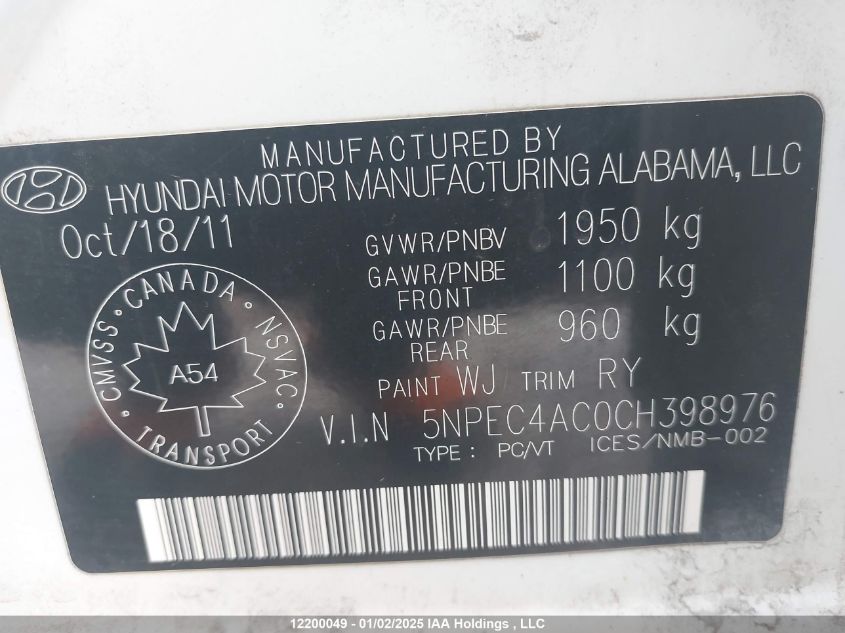 MANUFACTURED BY
HYUNDAI MOTOR MANUFACTURING ALABAMA, LLC
Oct/18/11
GVWR/PNBV 1950 kg
GAWR/PNBE 1100 kg
FRONT
GAWR/PNBE 960 kg
REAR
PAINT WJ TRIM RY
V.I.N 5NPEC4AC0CH398976
TYPE : PC/VT ICES/NMB-002
CMVSS • CANADA • NSVAC • TRANSPORT •
A54
12200049 - 01/02/2025 IAA Holdings , LLC